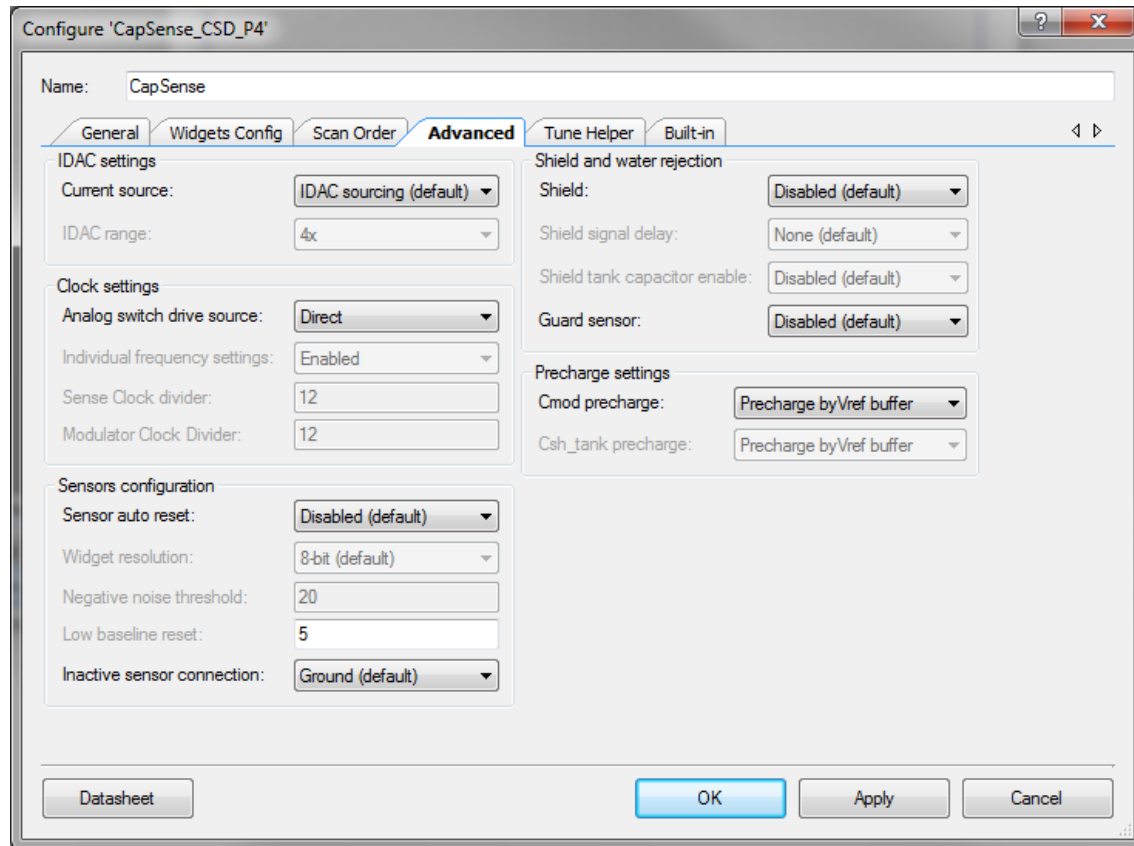 Configure 'CapSense_CSD_P4'
?
X
Name: CapSense
General Widgets Config Scan Order Advanced Tune Helper Built-in
IDAC settings
Current source: IDAC sourcing (default)
IDAC range: 4x
Clock settings
Analog switch drive source: Direct
Individual frequency settings: Enabled
Sense Clock divider: 12
Modulator Clock Divider: 12
Sensors configuration
Sensor auto reset: Disabled (default)
Widget resolution: 8-bit (default)
Negative noise threshold: 20
Low baseline reset: 5
Inactive sensor connection: Ground (default)
Shield and water rejection
Shield: Disabled (default)
Shield signal delay: None (default)
Shield tank capacitor enable: Disabled (default)
Guard sensor: Disabled (default)
Precharge settings
Cmod precharge: Precharge byVref buffer
Csh_tank precharge: Precharge byVref buffer
Datasheet OK Apply Cancel